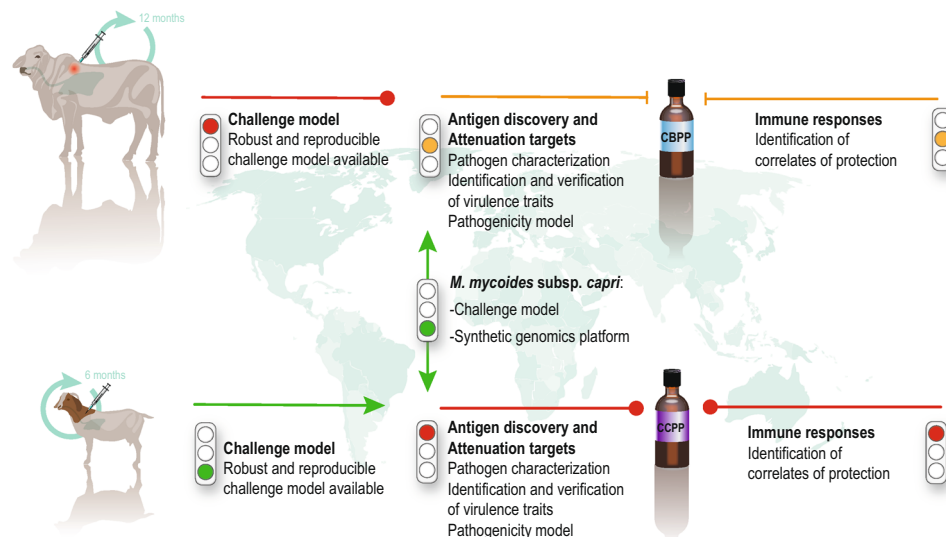 12 months
Challenge model
Robust and reproducible
challenge model available
Antigen discovery and
Attenuation targets
Pathogen characterization
Identification and verification
of virulence traits
Pathogenicity model
CBPP
Immune responses
Identification of
correlates of protection
M. mycoides subsp. capri:
-Challenge model
-Synthetic genomics platform
6 months
Challenge model
Robust and reproducible
challenge model available
Antigen discovery and
Attenuation targets
Pathogen characterization
Identification and verification
of virulence traits
Pathogenicity model
CCPP
Immune responses
Identification of
correlates of protection